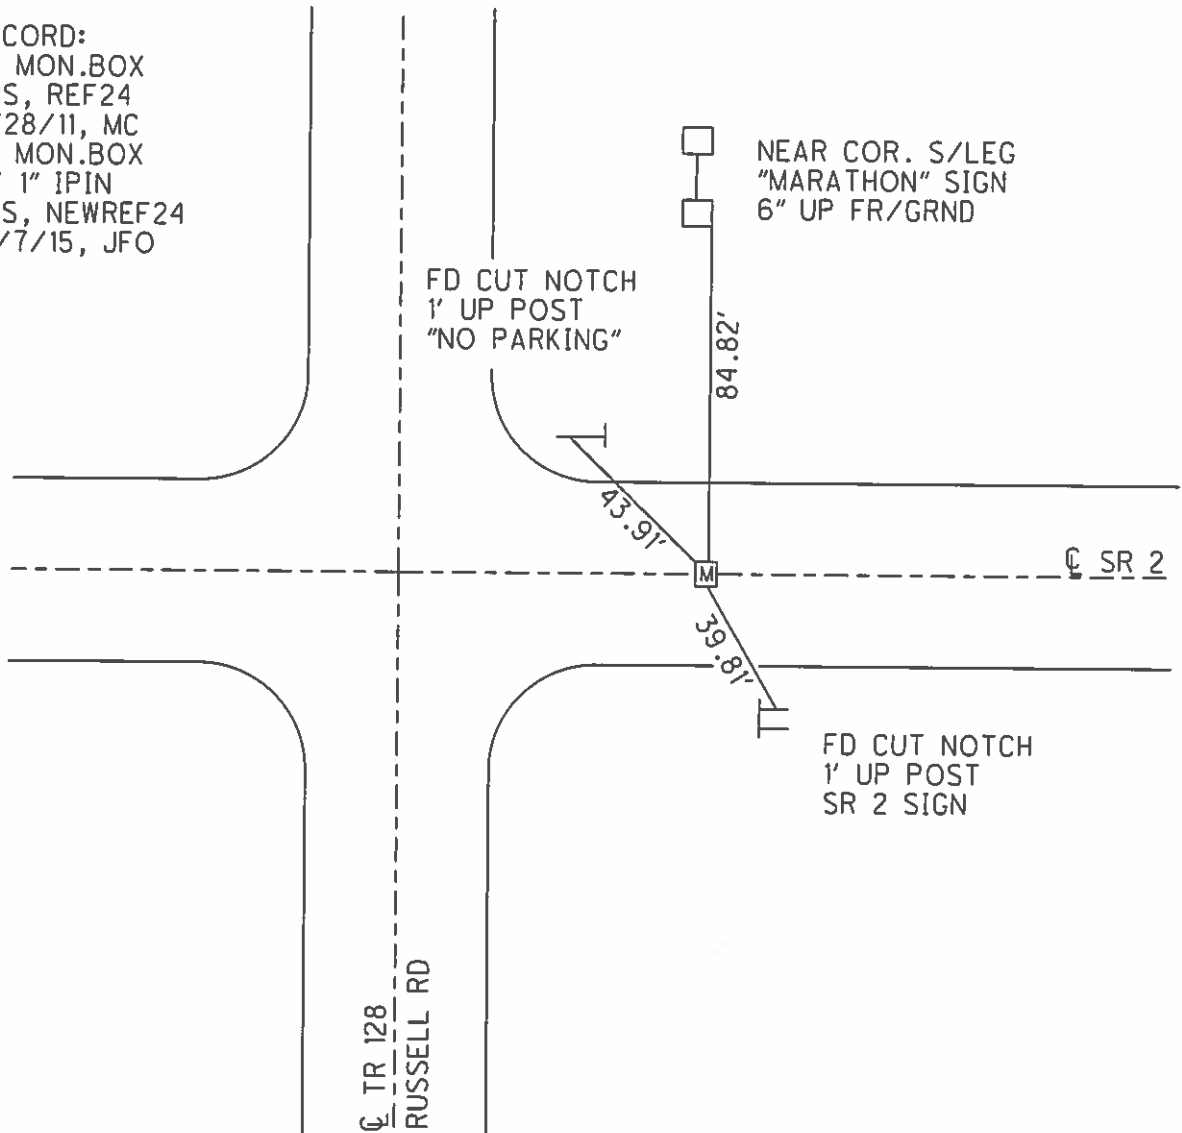 CORD:
MON.BOX
S, REF24
28/11, MC
MON.BOX
1" IPIN
S, NEWREF24
/7/15, JFO
NEAR COR. S/LEG
"MARATHON" SIGN
6" UP FR/GRND
FD CUT NOTCH
1' UP POST
"NO PARKING"
84.82'
43.91'
M
℄ SR 2
39.81'
FD CUT NOTCH
1' UP POST
SR 2 SIGN
℄ TR 128
RUSSELL RD